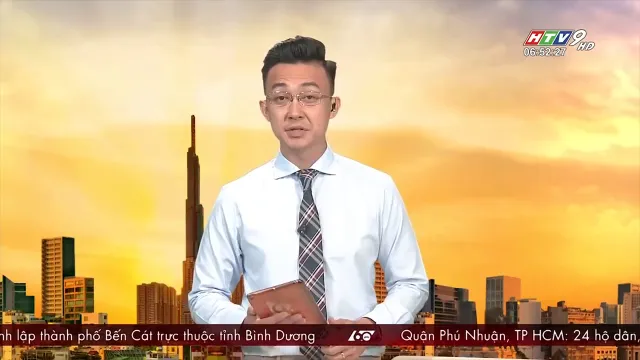 HTV9 HD
06:52:27
nh lập thành phố Bến Cát trực thuộc tỉnh Bình Dương Quận Phú Nhuận, TP HCM: 24 hộ dân